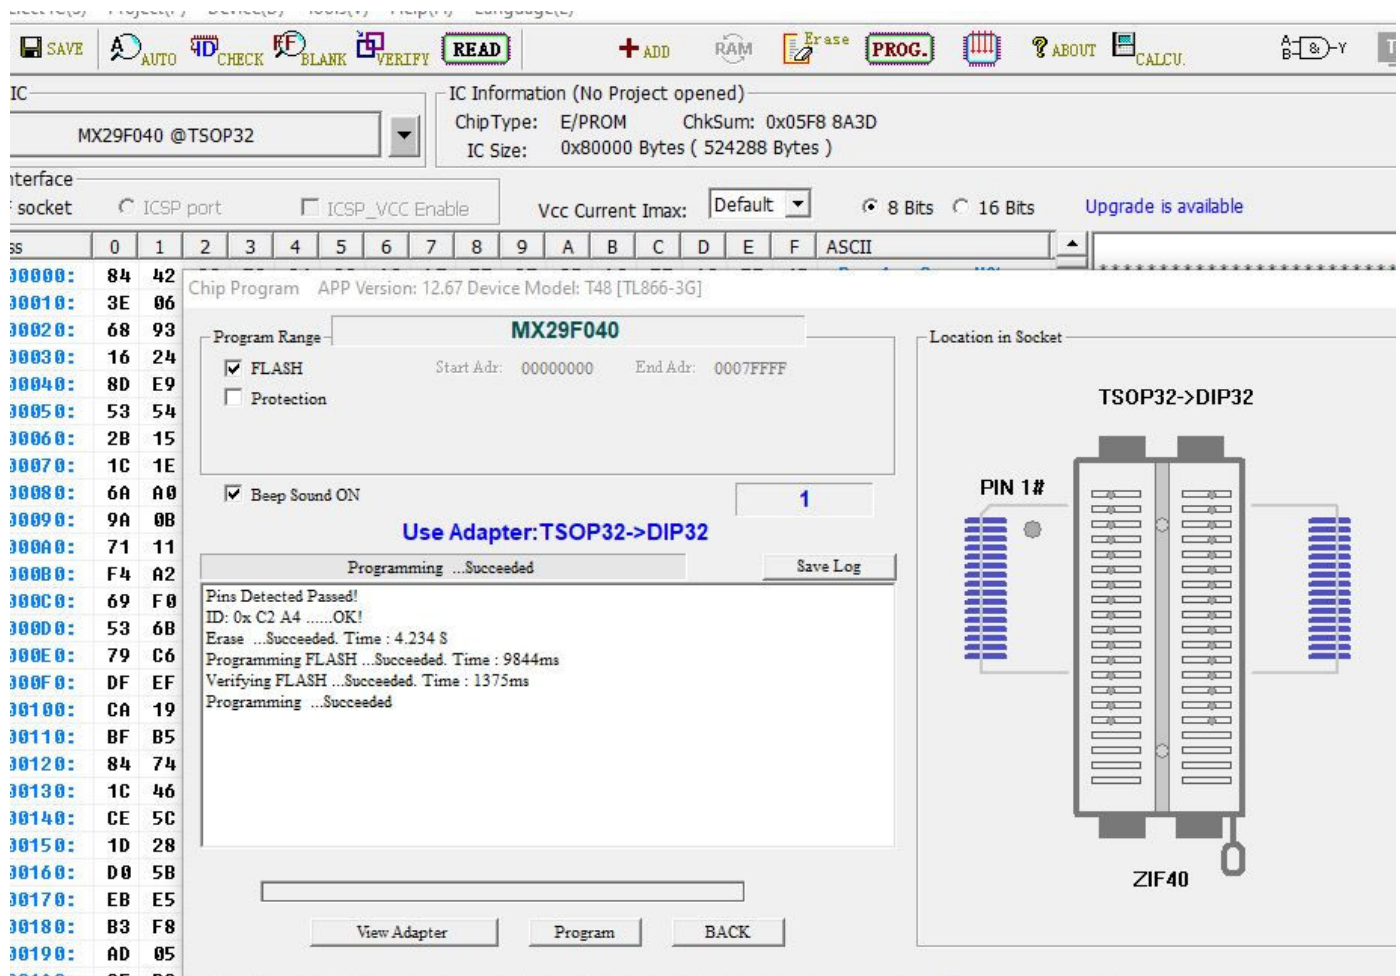 SAVE AUTO CHECK BLANK VERIFY READ ADD RAM Erase PROG. ABOUT CALCU.
IC
IC Information (No Project opened)
MX29F040 @TSOP32
ChipType: E/PROM ChkSum: 0x05F8 8A3D
IC Size: 0x80000 Bytes ( 524288 Bytes )
socket ICSP port ICSP_VCC Enable Vcc Current Imax: Default 8 Bits 16 Bits Upgrade is available
0 1 2 3 4 5 6 7 8 9 A B C D E F ASCII
84 42
Chip Program APP Version: 12.67 Device Model: T48 [TL866-3G]
00010: 3E 06
00020: 68 93
00030: 16 24
00040: 8D E9
00050: 53 54
00060: 2B 15
00070: 1C 1E
00080: 6A A0
00090: 9A 0B
000A0: 71 11
000B0: F4 A2
000C0: 69 F0
000D0: 53 6B
000E0: 79 C6
000F0: DF EF
00100: CA 19
00110: BF B5
00120: 84 74
00130: 1C 46
00140: CE 5C
00150: 1D 28
00160: D0 5B
00170: EB E5
00180: B3 F8
00190: AD 05
Program Range
MX29F040
FLASH Start Adr: 00000000 End Adr: 0007FFFF
Protection
Beep Sound ON
1
Use Adapter:TSOP32->DIP32
Programming ...Succeeded
Save Log
Pins Detected Passed!
ID: 0x C2 A4 ......OK!
Erase ...Succeeded. Time : 4.234 S
Programming FLASH ...Succeeded. Time : 9844ms
Verifying FLASH ...Succeeded. Time : 1375ms
Programming ...Succeeded
View Adapter
Program
BACK
Location in Socket
TSOP32->DIP32
PIN 1#
ZIF40